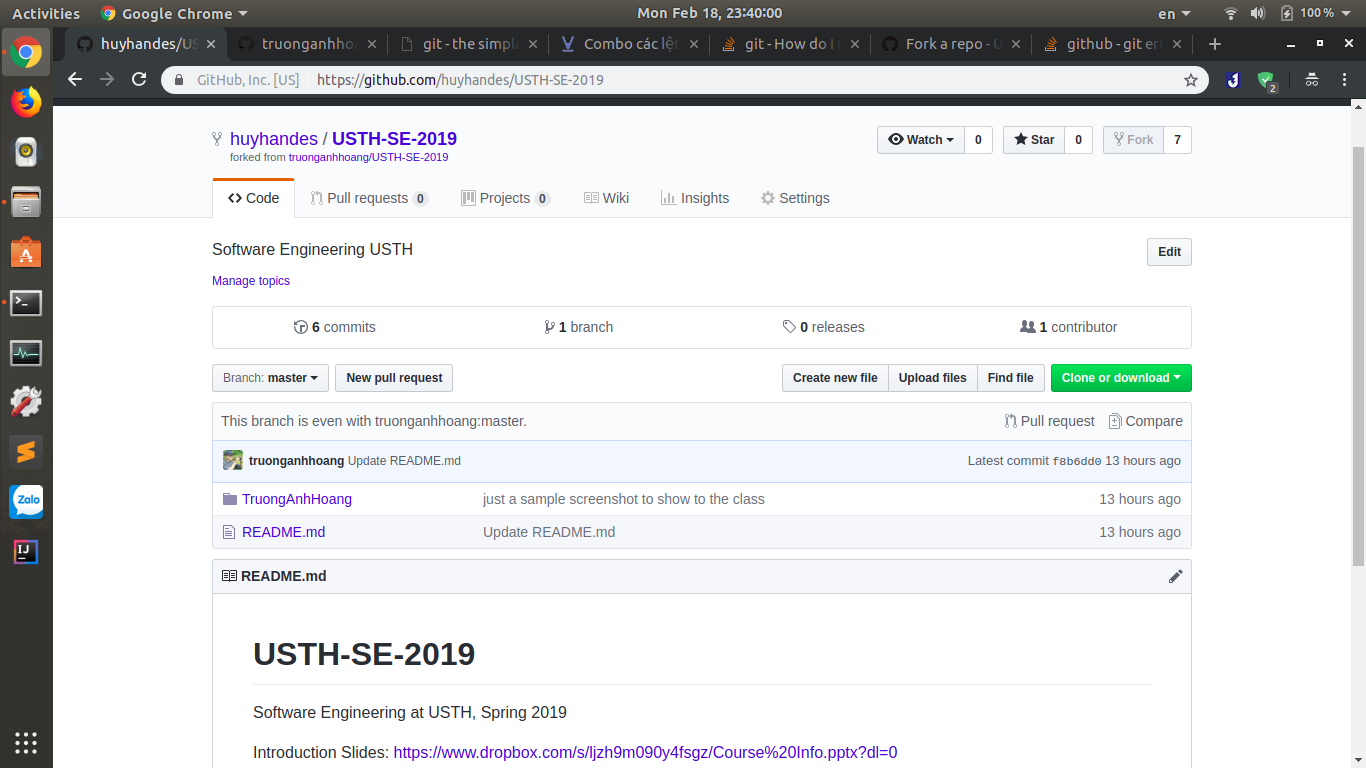 Activities Google Chrome Mon Feb 18, 23:40:00 en 100 %
huyhandes/US truonganhhoa git - the simple Combo các lệ git - How do I Fork a repo - U github - git err
GitHub, Inc. [US] https://github.com/huyhandes/USTH-SE-2019 2
huyhandes / USTH-SE-2019 Watch 0 Star 0 Fork 7
forked from truonganhhoang/USTH-SE-2019
Code Pull requests 0 Projects 0 Wiki Insights Settings
Software Engineering USTH Edit
Manage topics
6 commits 1 branch 0 releases 1 contributor
Branch: master New pull request Create new file Upload files Find file Clone or download
This branch is even with truonganhhoang:master. Pull request Compare
truonganhhoang Update README.md Latest commit f8b6dd0 13 hours ago
TruongAnhHoang just a sample screenshot to show to the class 13 hours ago
README.md Update README.md 13 hours ago
Zalo
IJ
README.md
USTH-SE-2019
Software Engineering at USTH, Spring 2019
Introduction Slides: https://www.dropbox.com/s/ljzh9m090y4fsgz/Course%20Info.pptx?dl=0